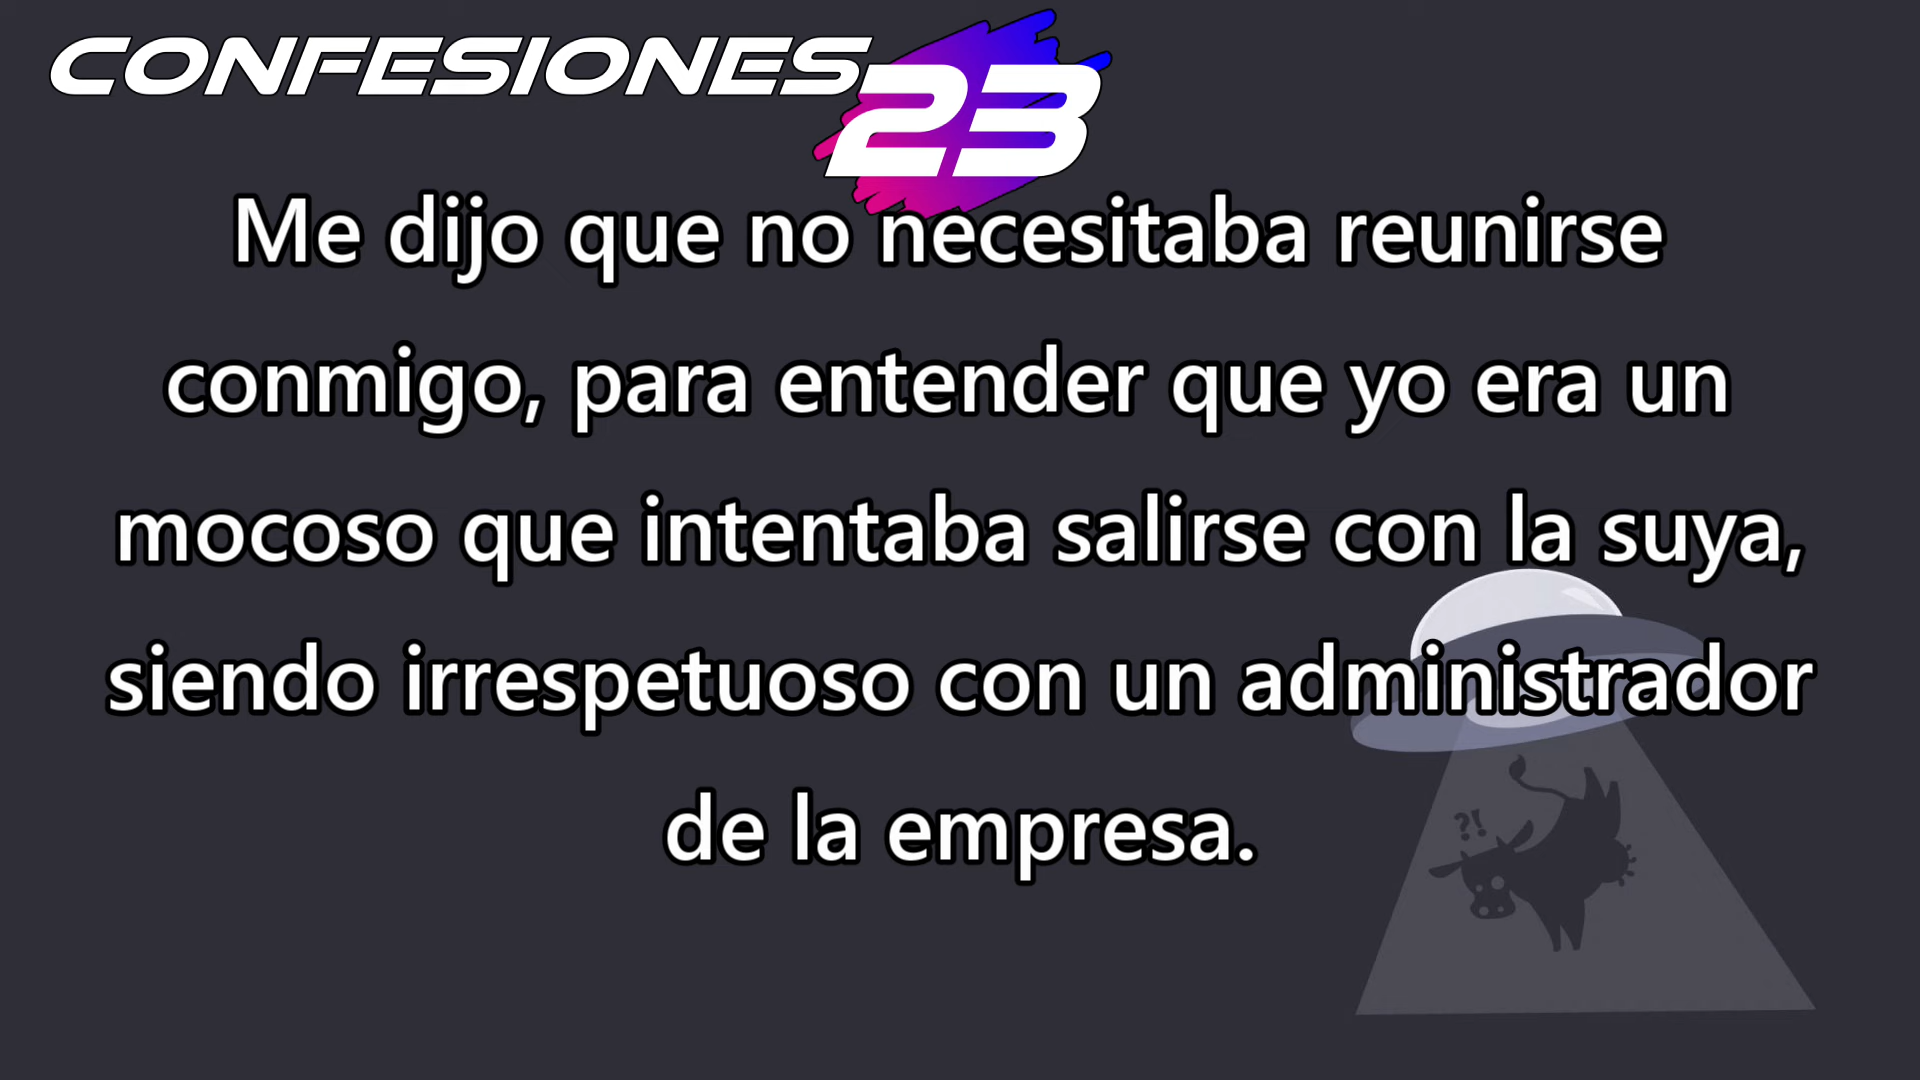 CONFESIONES
23
Me dijo que no necesitaba reunirse
conmigo, para entender que yo era un
mocoso que intentaba salirse con la suya,
siendo irrespetuoso con un administrador
de la empresa.
?!